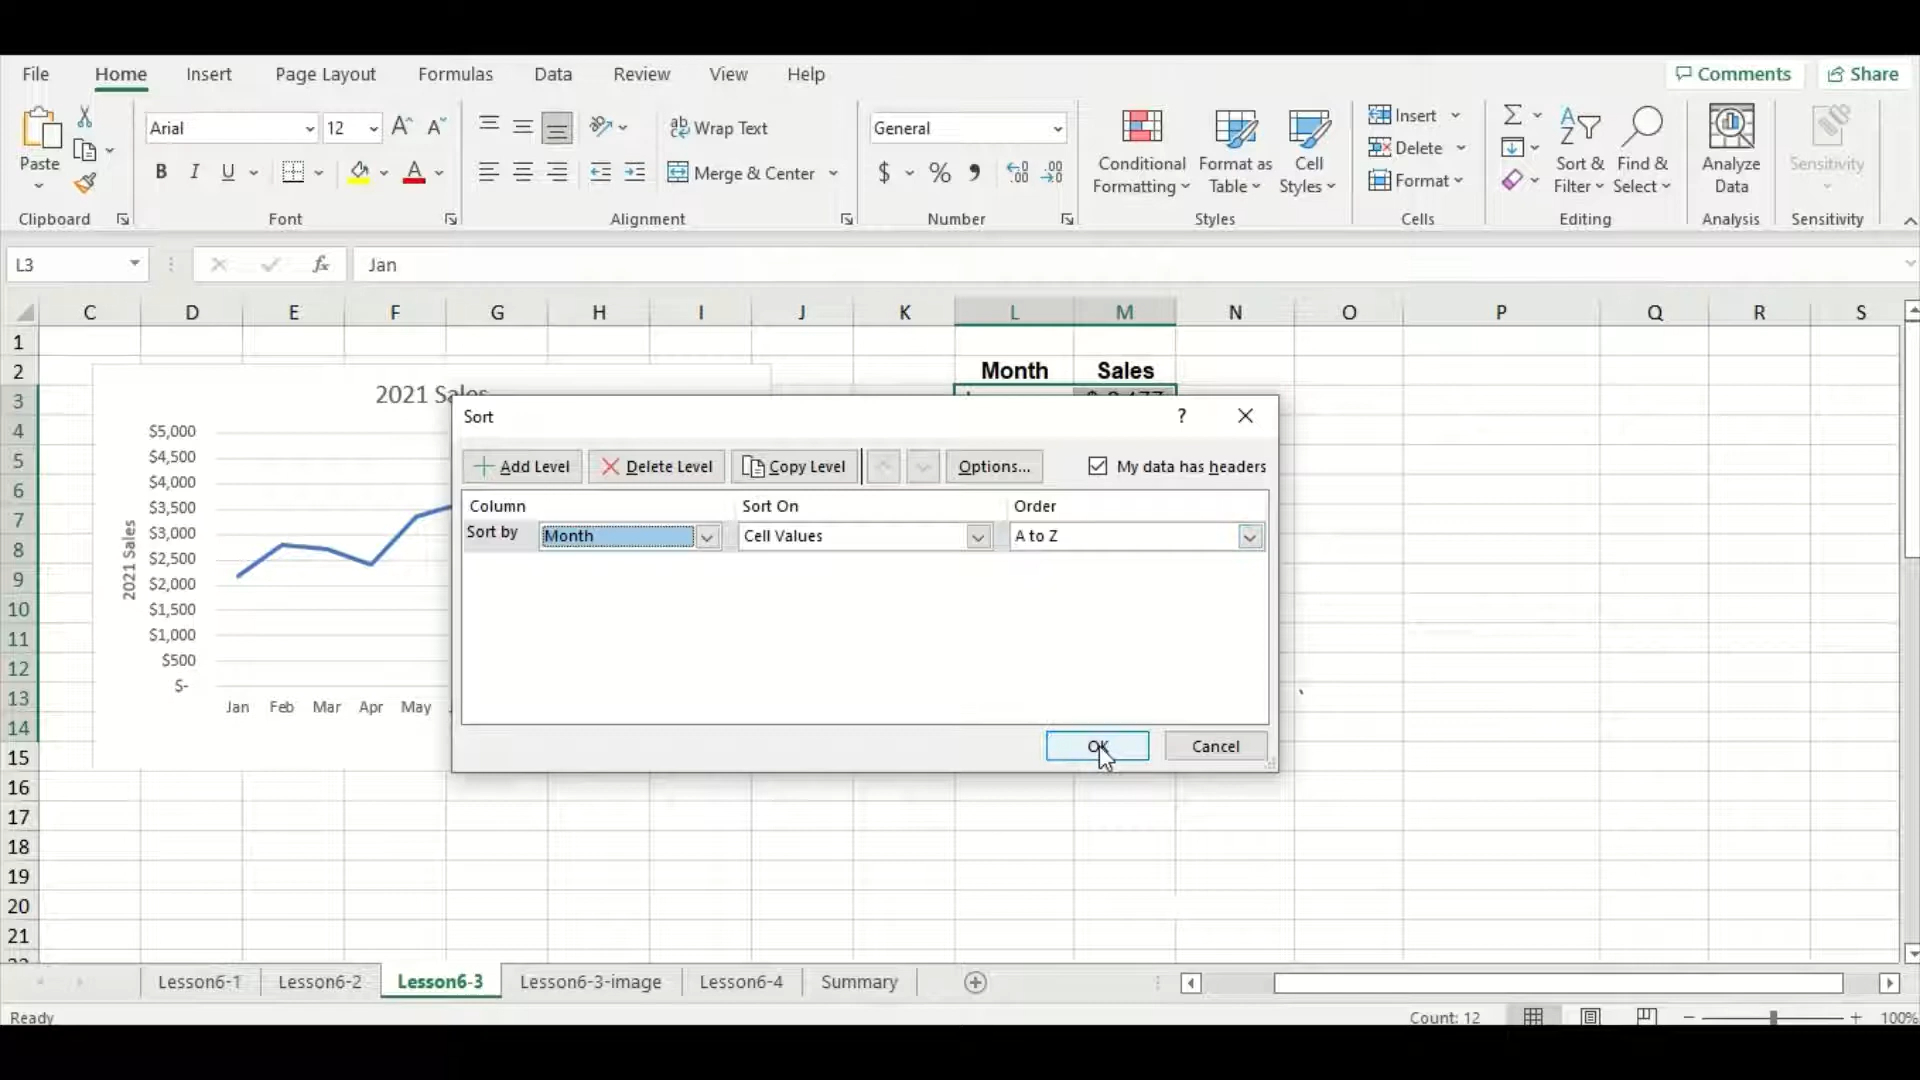 File Home Insert Page Layout Formulas Data Review View Help Comments Share
Arial 12 Wrap Text General Insert
Paste B I U Merge & Center $ % Conditional Formatting Format as Table Cell Styles Delete Format Sort & Filter Find & Select Analyze Data Sensitivity
Clipboard Font Alignment Number Styles Cells Editing Analysis Sensitivity
L3 fx Jan
C D E F G H I J K L M N O P Q R S
1
2 Month Sales
3 2021 Sales
4 $5,000
5 $4,500
6 $4,000
7 $3,500
8 $3,000
9 $2,500
10 $2,000
11 $1,500
12 $1,000
13 $500
14 $-
2021 Sales
Jan Feb Mar Apr May
15
16
17
18
19
20
21
Sort ?
Add Level Delete Level Copy Level Options... My data has headers
Column Sort On Order
Sort by Month Cell Values A to Z
OK Cancel
Lesson6-1 Lesson6-2 Lesson6-3 Lesson6-3-image Lesson6-4 Summary
Ready Count: 12 100%